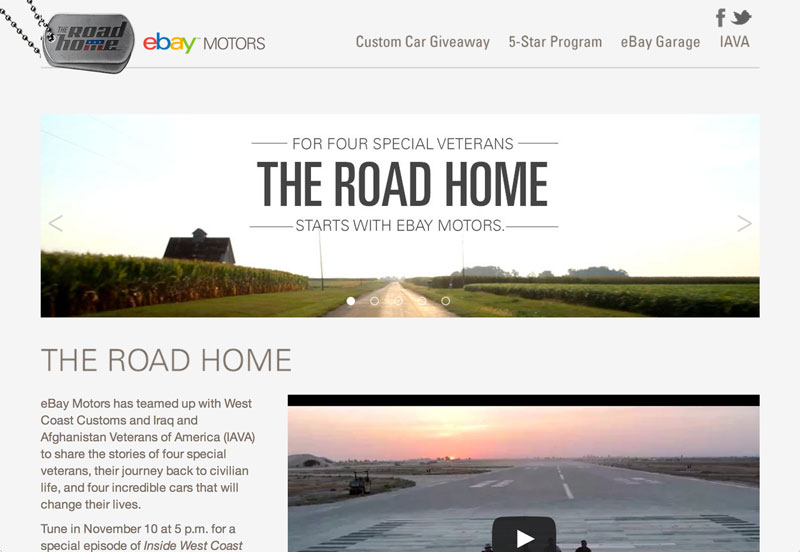 THE ROAD
HOME
ebay™ MOTORS
Custom Car Giveaway 5-Star Program eBay Garage IAVA
FOR FOUR SPECIAL VETERANS
THE ROAD HOME
STARTS WITH EBAY MOTORS.
THE ROAD HOME
eBay Motors has teamed up with West
Coast Customs and Iraq and
Afghanistan Veterans of America (IAVA)
to share the stories of four special
veterans, their journey back to civilian
life, and four incredible cars that will
change their lives.
Tune in November 10 at 5 p.m. for a
special episode of Inside West Coast